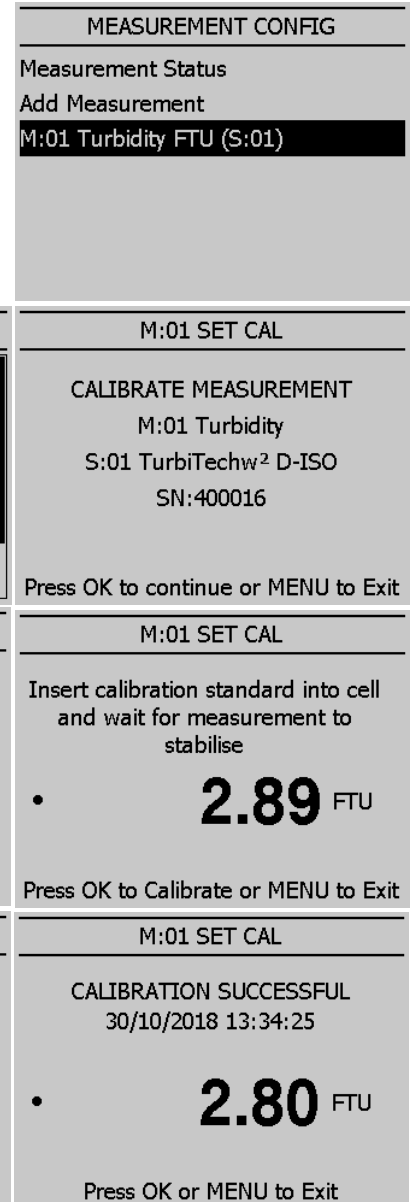 MEASUREMENT CONFIG
Measurement Status
Add Measurement
M:01 Turbidity FTU (S:01)
M:01 SET CAL
CALIBRATE MEASUREMENT
M:01 Turbidity
S:01 TurbiTechw² D-ISO
SN:400016
Press OK to continue or MENU to Exit
M:01 SET CAL
Insert calibration standard into cell
and wait for measurement to
stabilise
• 2.89 FTU
Press OK to Calibrate or MENU to Exit
M:01 SET CAL
CALIBRATION SUCCESSFUL
30/10/2018 13:34:25
• 2.80 FTU
Press OK or MENU to Exit